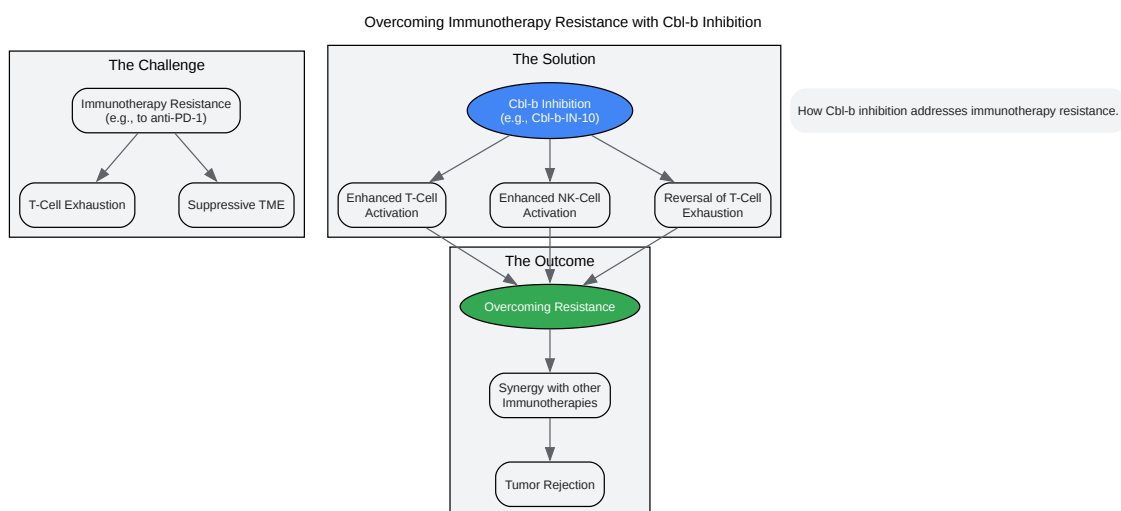 Overcoming Immunotherapy Resistance with Cbl-b Inhibition
The Challenge
Immunotherapy Resistance
(e.g., to anti-PD-1)
T-Cell Exhaustion
Suppressive TME
The Solution
Cbl-b Inhibition
(e.g., Cbl-b-IN-10)
Enhanced T-Cell
Activation
Enhanced NK-Cell
Activation
Reversal of T-Cell
Exhaustion
How Cbl-b inhibition addresses immunotherapy resistance.
The Outcome
Overcoming Resistance
Synergy with other
Immunotherapies
Tumor Rejection